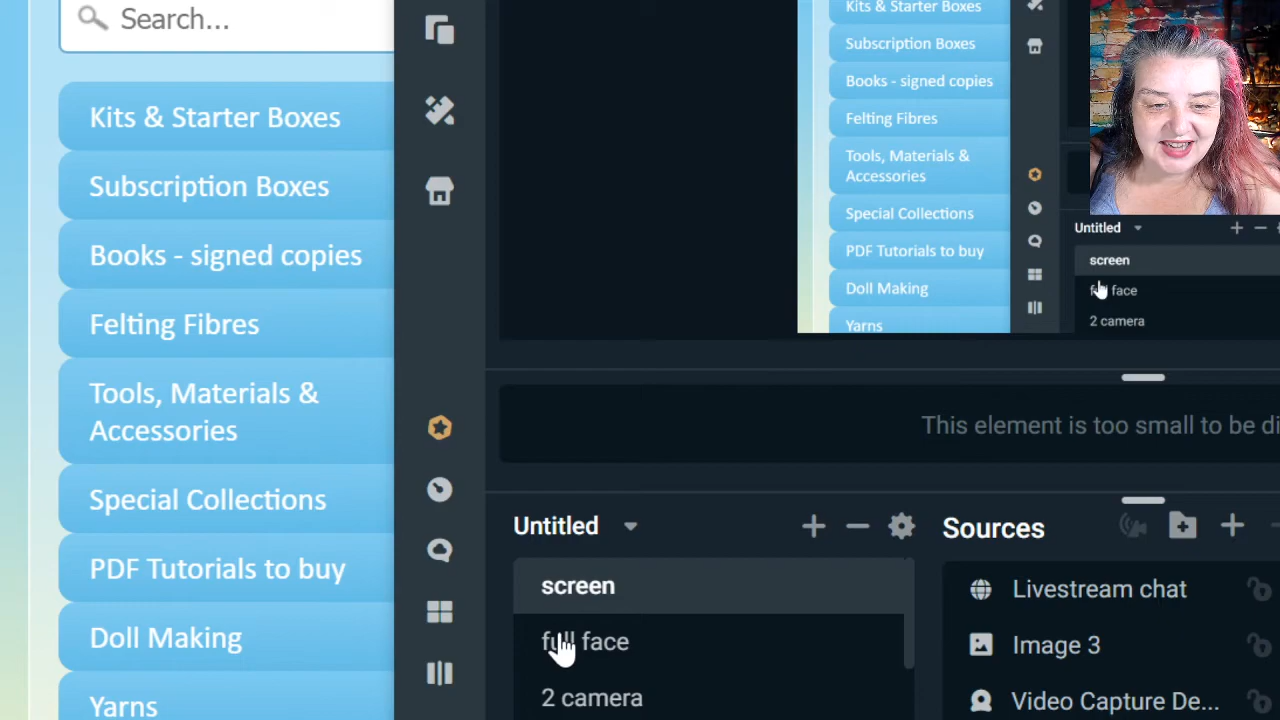 Search...
Kits & Starter Boxes
Subscription Boxes
Books - signed copies
Felting Fibres
Tools, Materials &
Accessories
Special Collections
PDF Tutorials to buy
Doll Making
Yarns
Kits & Starter Boxes
Subscription Boxes
Books - signed copies
Felting Fibres
Tools, Materials &
Accessories
Special Collections
PDF Tutorials to buy
Doll Making
Yarns
Untitled
screen
full face
2 camera
This element is too small to be di
Untitled
screen
full face
2 camera
Sources
Livestream chat
Image 3
Video Capture De...